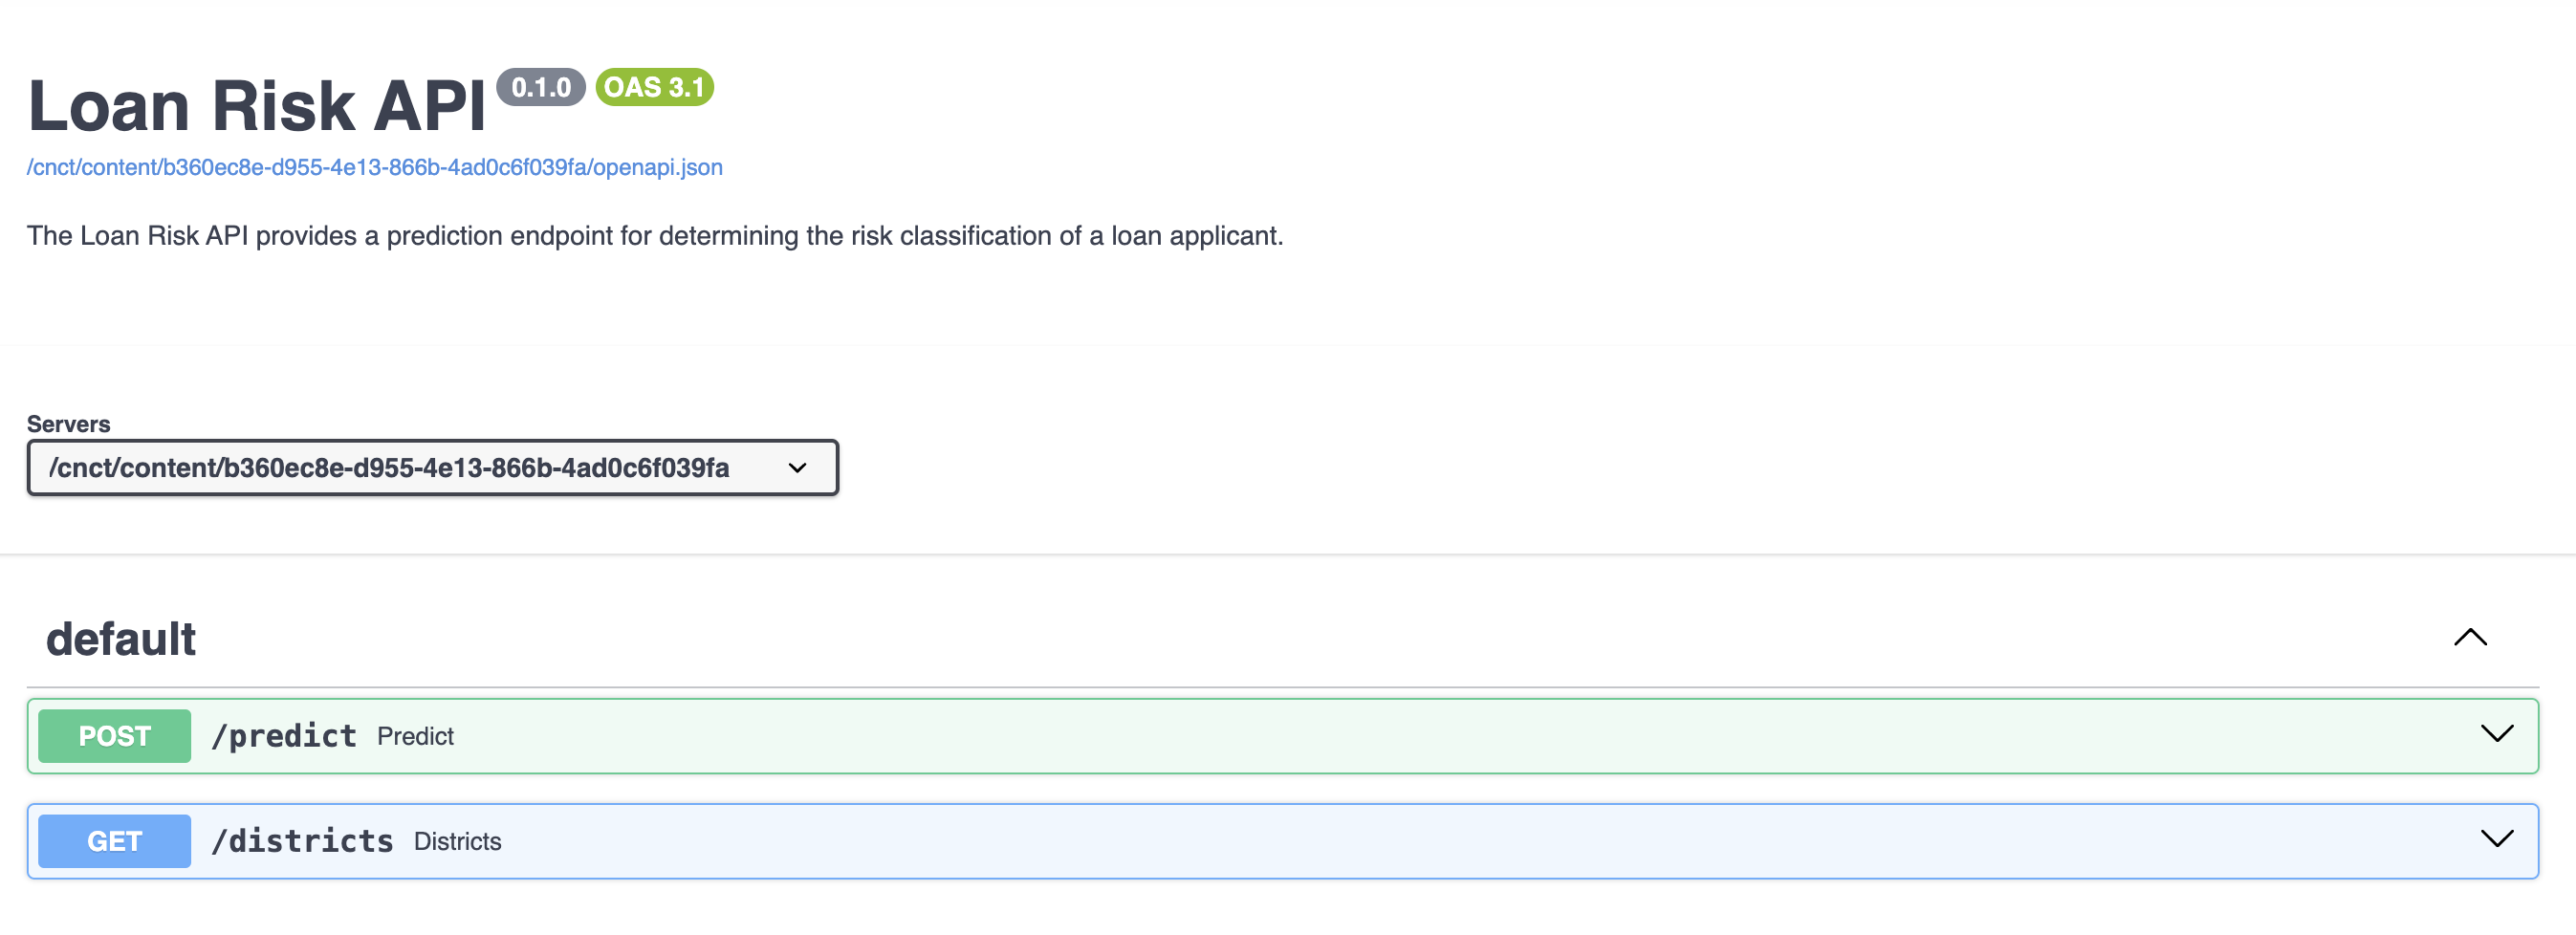 Loan Risk API 0.1.0 OAS 3.1
/cnct/content/b360ec8e-d955-4e13-866b-4ad0c6f039fa/openapi.json
The Loan Risk API provides a prediction endpoint for determining the risk classification of a loan applicant.
Servers
/cnct/content/b360ec8e-d955-4e13-866b-4ad0c6f039fa
default
POST /predict Predict
GET /districts Districts